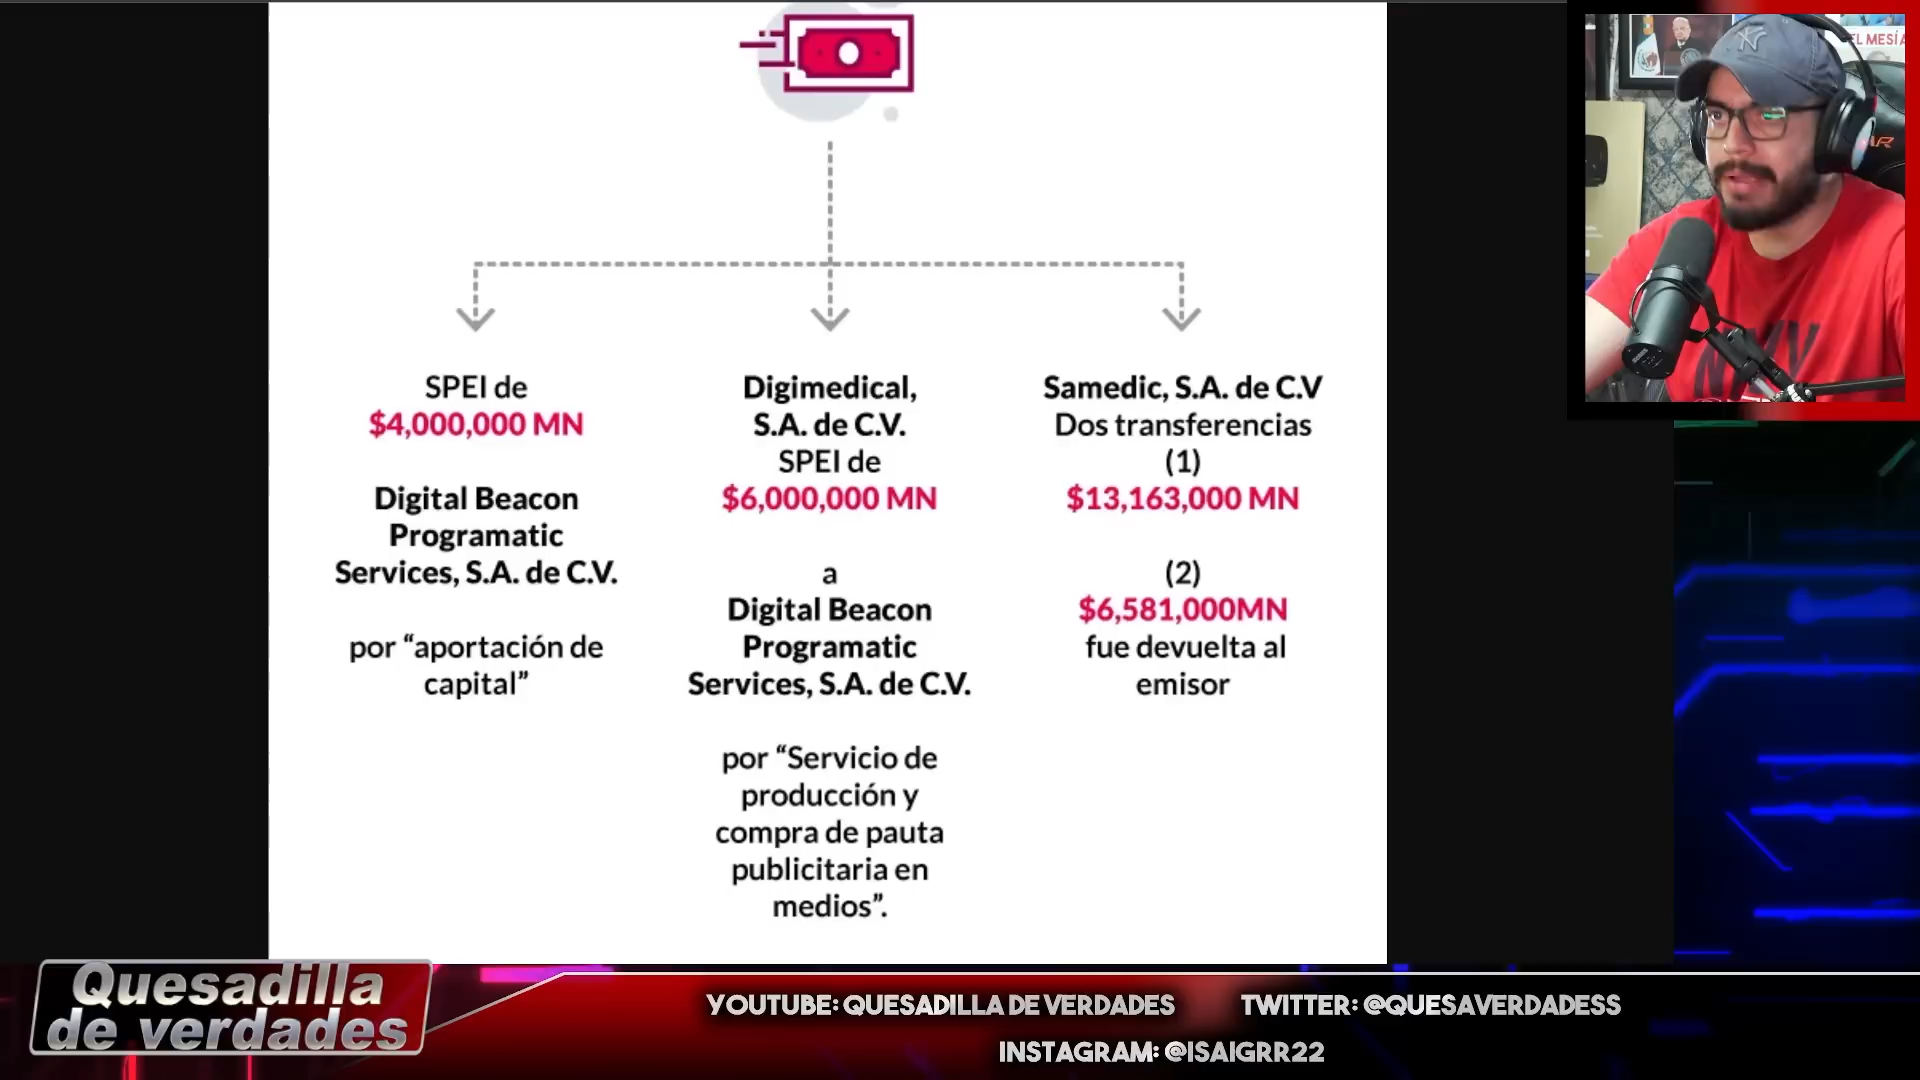 SPEI de
$4,000,000 MN
Digital Beacon
Programatic
Services, S.A. de C.V.
por “aportación de
capital”
Digimedical,
S.A. de C.V.
SPEI de
$6,000,000 MN
a
Digital Beacon
Programatic
Services, S.A. de C.V.
por “Servicio de
producción y
compra de pauta
publicitaria en
medios”.
Samedic, S.A. de C.V
Dos transferencias
(1)
$13,163,000 MN
(2)
$6,581,000MN
fue devuelta al
emisor
EL MESÍA
Quesadilla
de verdades
YOUTUBE: QUESADILLA DE VERDADES
TWITTER: @QUESAVERDADESS
INSTAGRAM: @ISAIGRR22